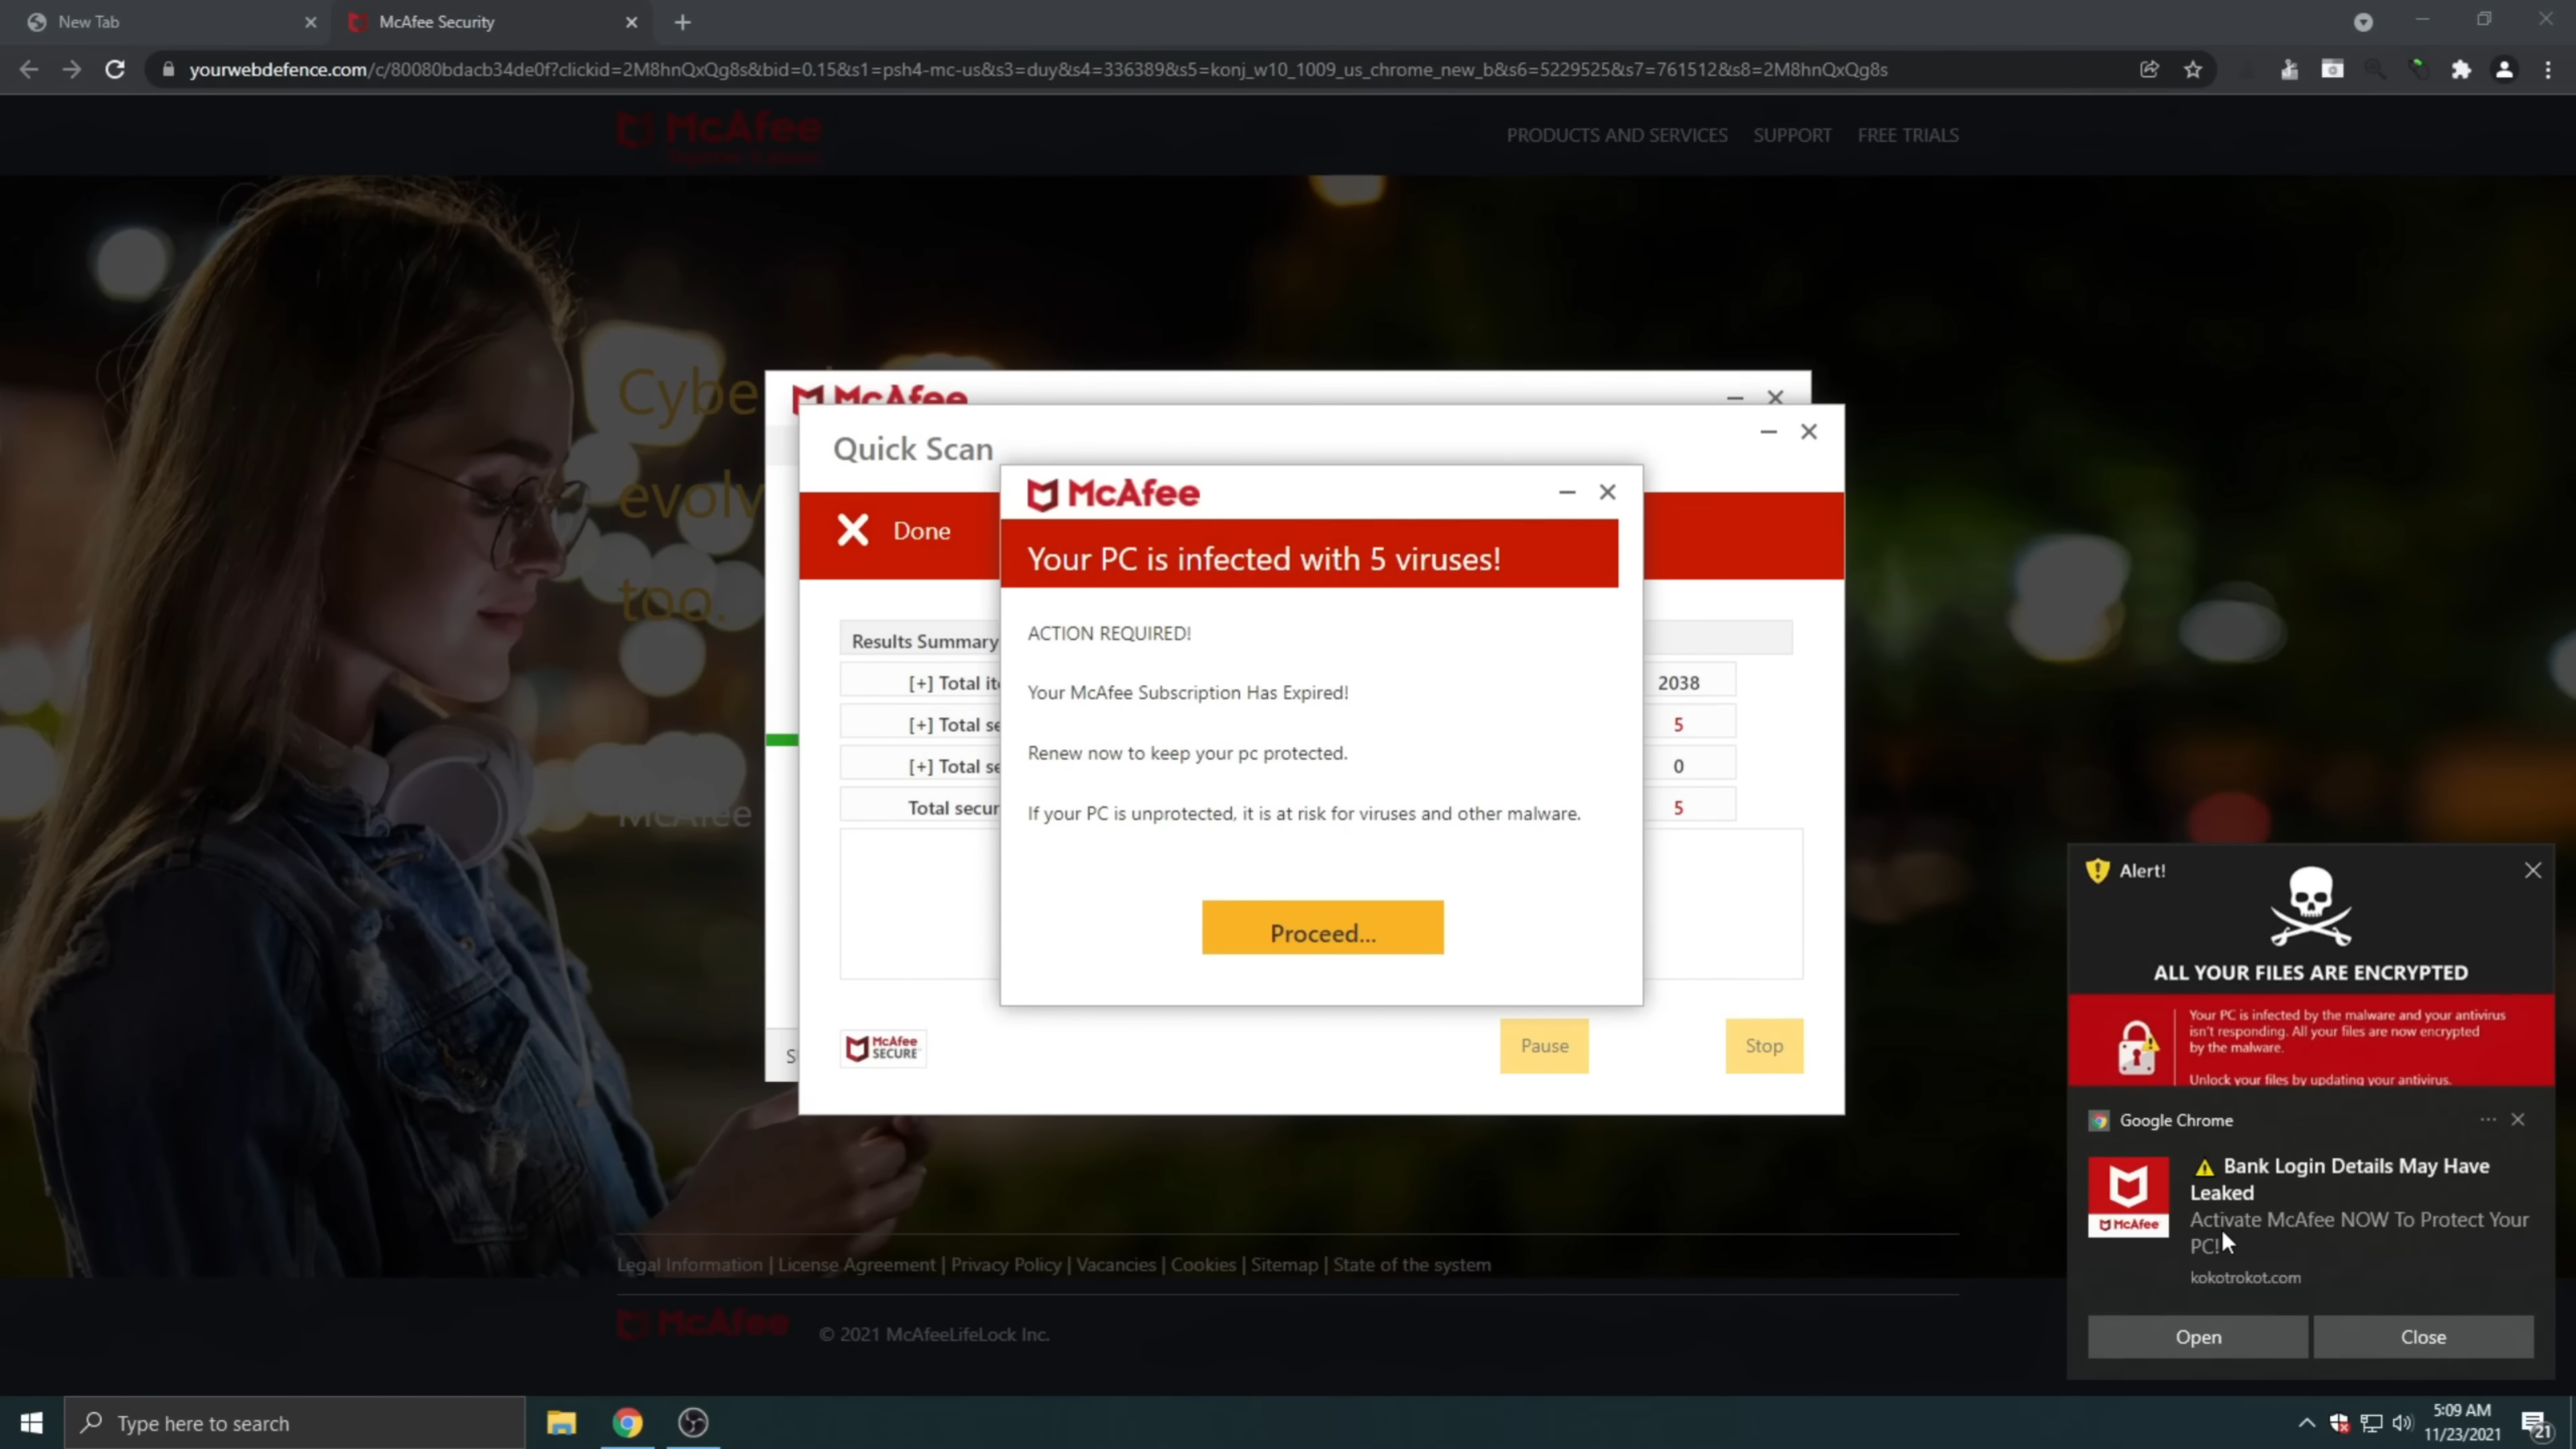 New Tab
McAfee Security
yourwebdefence.com/c/80080bdacb34de0f?clickid=2M8hnQxQg8s&bid=0.15&s1=psh4-mc-us&s3=duy&s4=336389&s5=konj_w10_1009_us_chrome_new_b&s6=5229525&s7=761512&s8=2M8hnQxQg8s
McAfee
PRODUCTS AND SERVICES SUPPORT FREE TRIALS
Cybe
evolv
too.
McAfee
McAfee
Quick Scan
Done
Results Summary
[+] Total
2038
[+] Total
5
[+] Total
0
Total
5
McAfee
Your PC is infected with 5 viruses!
ACTION REQUIRED!
Your McAfee Subscription Has Expired!
Renew now to keep your pc protected.
If your PC is unprotected, it is at risk for viruses and other malware.
Proceed...
McAfee
SECURE
Pause
Stop
Legal Information | License Agreement | Privacy Policy | Vacancies | Cookies | Sitemap | State of the system
McAfee
© 2021 McAfeeLifeLock Inc.
Alert!
ALL YOUR FILES ARE ENCRYPTED
Your PC is infected by the malware and your antivirus
isn't responding. All your files are now encrypted
by the malware.
Unlock your files by updating your antivirus.
Google Chrome
Bank Login Details May Have
Leaked
Activate McAfee NOW To Protect Your
PC!
McAfee
kokotrokot.com
Open
Close
Type here to search
5:09 AM
11/23/2021
21